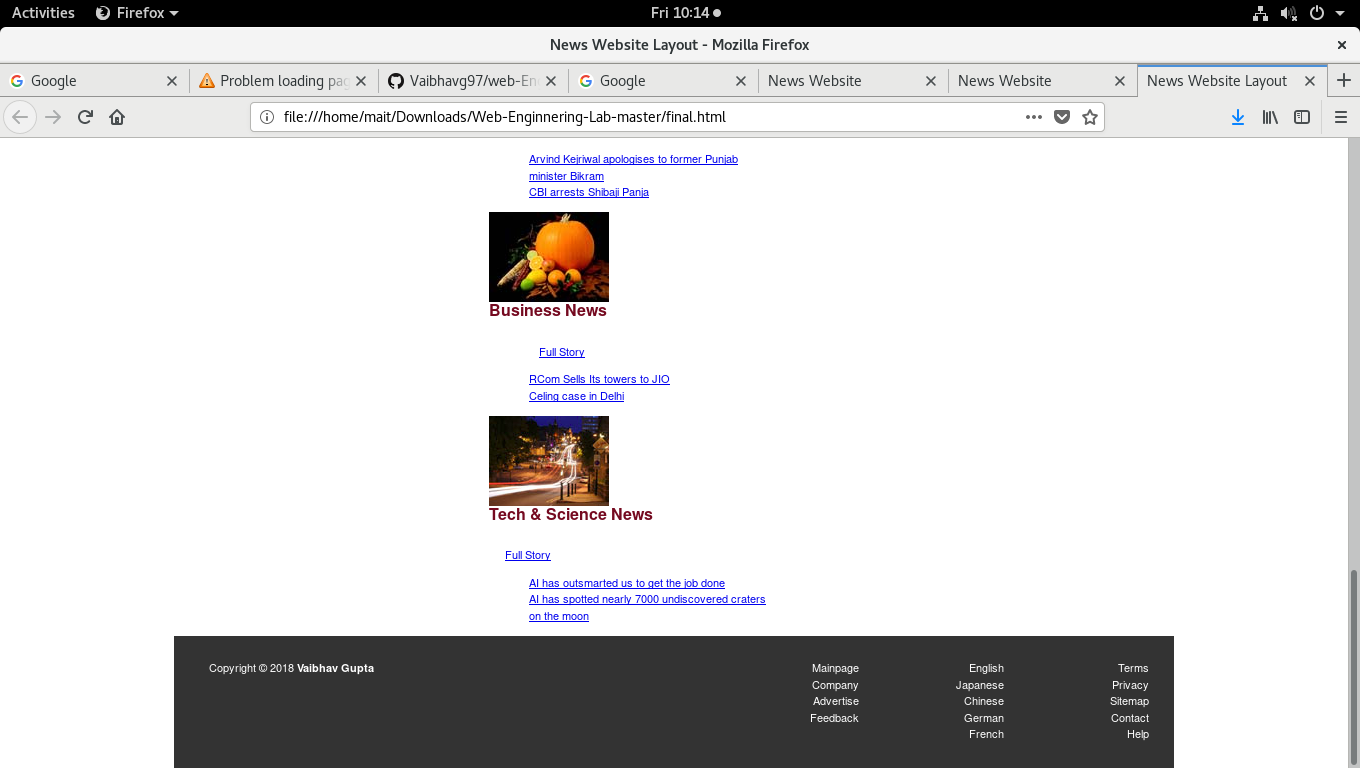 Activities Firefox Fri 10:14
News Website Layout - Mozilla Firefox
Google Problem loading pag Vaibhavg97/web-En Google News Website News Website News Website Layout
file:///home/mait/Downloads/Web-Enginnering-Lab-master/final.html
Arvind Kejriwal apologises to former Punjab
minister Bikram
CBI arrests Shibaji Panja
Business News
Full Story
RCom Sells Its towers to JIO
Celing case in Delhi
Tech & Science News
Full Story
AI has outsmarted us to get the job done
AI has spotted nearly 7000 undiscovered craters
on the moon
Copyright © 2018 Vaibhav Gupta
Mainpage
Company
Advertise
Feedback
English
Japanese
Chinese
German
French
Terms
Privacy
Sitemap
Contact
Help